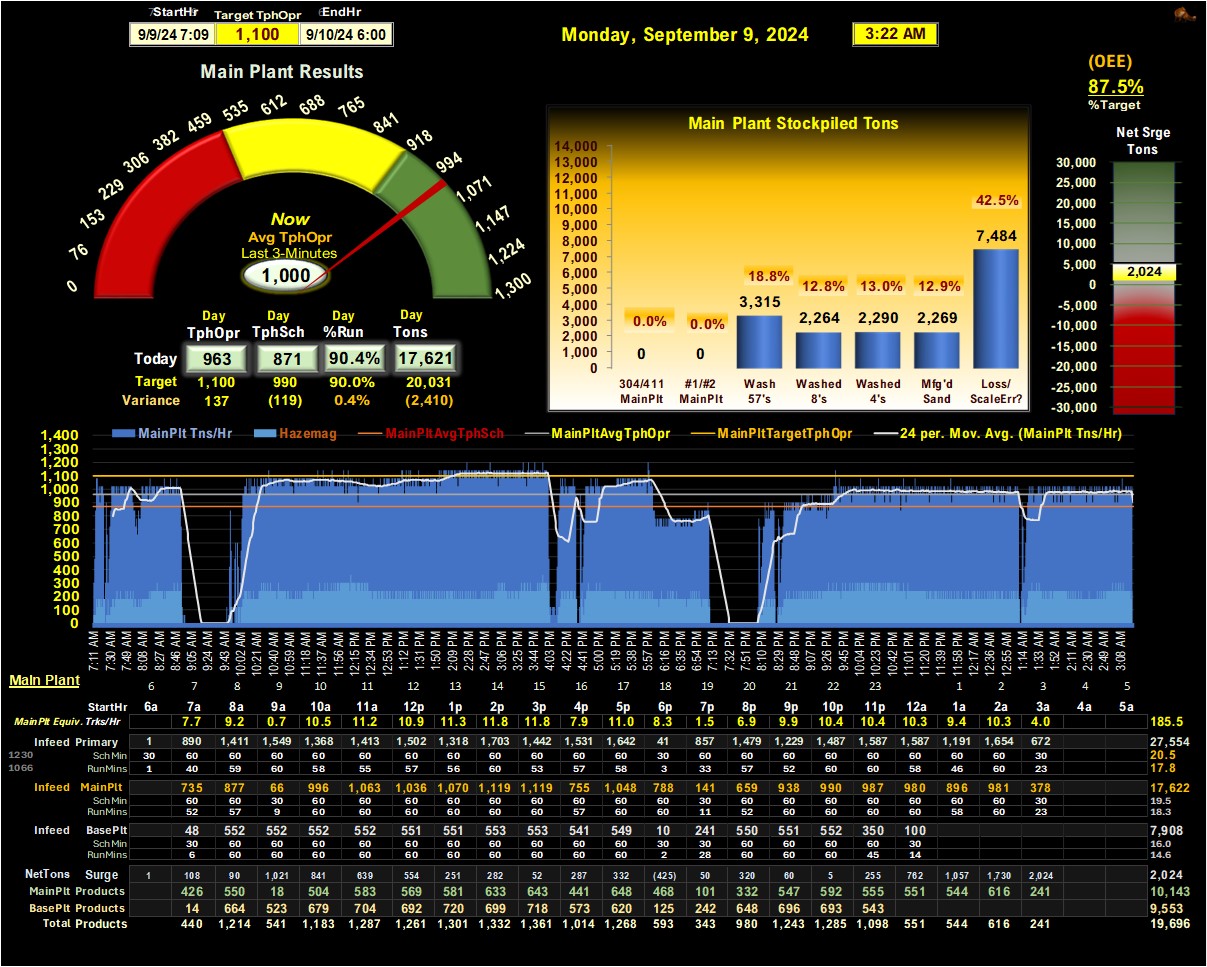 StartHr Target TphOpr EndHr
9/9/24 7:09 1,100 9/10/24 6:00
Monday, September 9, 2024 3:22 AM
(OEE)
87.5%
%Target
Main Plant Results
0 76 153 229 306 382 459 535 612 688 765 841 918 994 1,071 1,147 1,224 1,300
Now
Avg TphOpr
Last 3-Minutes
1,000
Day Day Day Day
TphOpr TphSch %Run Tons
Today 963 871 90.4% 17,621
Target 1,100 990 90.0% 20,031
Variance 137 (119) 0.4% (2,410)
Main Plant Stockpiled Tons
14,000
13,000
12,000
11,000
10,000
9,000
8,000
7,000
6,000
5,000
4,000
3,000
2,000
1,000
0
0.0% 0.0% 18.8% 12.8% 13.0% 12.9% 42.5%
0 0 3,315 2,264 2,290 2,269 7,484
304/411 #1/#2 Wash Washed Washed Mfg'd Loss/
MainPlt MainPlt 57's 8's 4's Sand ScaleErr?
Net Srge
Tons
30,000
25,000
20,000
15,000
10,000
5,000
0
-5,000
-10,000
-15,000
-20,000
-25,000
-30,000
2,024
MainPlt Tns/Hr Hazemag MainPltAvgTphSch MainPltAvgTphOpr MainPltTargetTphOpr 24 per. Mov. Avg. (MainPlt Tns/Hr)
1,400
1,300
1,200
1,100
1,000
900
800
700
600
500
400
300
200
100
0
7:11 AM 7:30 AM 7:48 AM 8:08 AM 8:27 AM 8:46 AM 9:05 AM 9:24 AM 9:43 AM 10:02 AM 10:21 AM 10:40 AM 10:59 AM 11:18 AM 11:37 AM 11:56 AM 12:15 PM 12:34 PM 12:53 PM 1:12 PM 1:31 PM 1:50 PM 2:09 PM 2:28 PM 2:47 PM 3:06 PM 3:25 PM 3:44 PM 4:03 PM 4:22 PM 4:41 PM 5:00 PM 5:19 PM 5:38 PM 5:57 PM 6:16 PM 6:35 PM 6:54 PM 7:13 PM 7:32 PM 7:51 PM 8:10 PM 8:29 PM 8:48 PM 9:07 PM 9:26 PM 9:45 PM 10:04 PM 10:23 PM 10:42 PM 11:01 PM 11:20 PM 11:39 PM 11:58 PM 12:17 AM 12:36 AM 12:55 AM 1:14 AM 1:33 AM 1:52 AM 2:11 AM 2:30 AM 2:49 AM 3:08 AM
Main Plant
6 7 8 9 10 11 12 13 14 15 16 17 18 19 20 21 22 23 1 2 3 4 5
StartHr 6a 7a 8a 9a 10a 11a 12p 1p 2p 3p 4p 5p 6p 7p 8p 9p 10p 11p 12a 1a 2a 3a 4a 5a
MainPlt Equiv. Trks/Hr 7.7 9.2 0.7 10.5 11.2 10.9 11.3 11.8 11.8 7.9 11.0 8.3 1.5 6.9 9.9 10.4 10.4 10.3 9.4 10.3 4.0 185.5
Infeed Primary 1 890 1,411 1,549 1,368 1,413 1,502 1,318 1,703 1,442 1,531 1,642 41 857 1,479 1,229 1,487 1,587 1,587 1,191 1,654 672 27,554
1230 Sch Min 30 60 60 60 60 60 60 60 60 60 60 60 30 60 60 60 60 60 60 60 60 30 20.5
1066 RunMins 1 40 59 60 58 55 57 56 60 53 57 58 3 33 57 52 60 60 58 46 60 23 17.8
Infeed MainPlt 735 877 66 996 1,063 1,036 1,070 1,119 1,119 755 1,048 788 141 659 938 990 987 980 896 981 378 17,622
Sch Min 60 60 30 60 60 60 60 60 60 60 60 60 30 60 60 60 60 60 60 60 30 19.5
RunMins 52 57 9 60 60 60 60 60 60 57 60 60 11 52 60 60 60 60 58 60 23 18.3
Infeed BasePlt 48 552 552 552 552 551 551 553 553 541 549 10 241 550 551 552 350 100 7,908
Sch Min 30 60 60 60 60 60 60 60 60 60 60 30 30 60 60 60 60 30 16.0
RunMins 6 60 60 60 60 60 60 60 60 60 60 2 28 60 60 60 45 14 14.6
NetTons Surge 1 108 90 1,021 841 639 554 251 282 52 287 332 (425) 50 320 60 5 255 762 1,057 1,730 2,024 2,024
MainPlt Products 426 550 18 504 583 569 581 633 643 441 648 468 101 332 547 592 555 551 544 616 241 10,143
BasePlt Products 14 664 523 679 704 692 720 699 718 573 620 125 242 648 696 693 543 9,553
Total Products 440 1,214 541 1,183 1,287 1,261 1,301 1,332 1,361 1,014 1,268 593 343 980 1,243 1,285 1,098 551 544 616 241 19,696